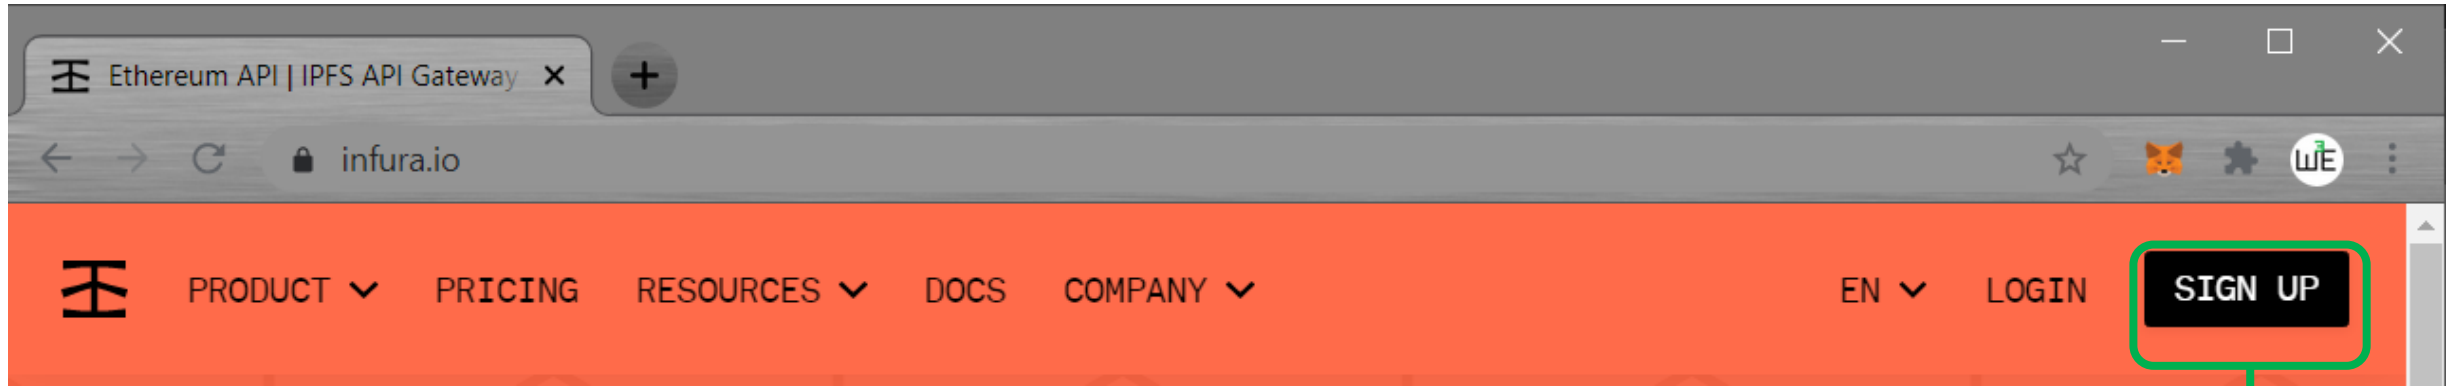 Ethereum API | IPFS API Gateway
infura.io
PRODUCT PRICING RESOURCES DOCS COMPANY EN LOGIN SIGN UP